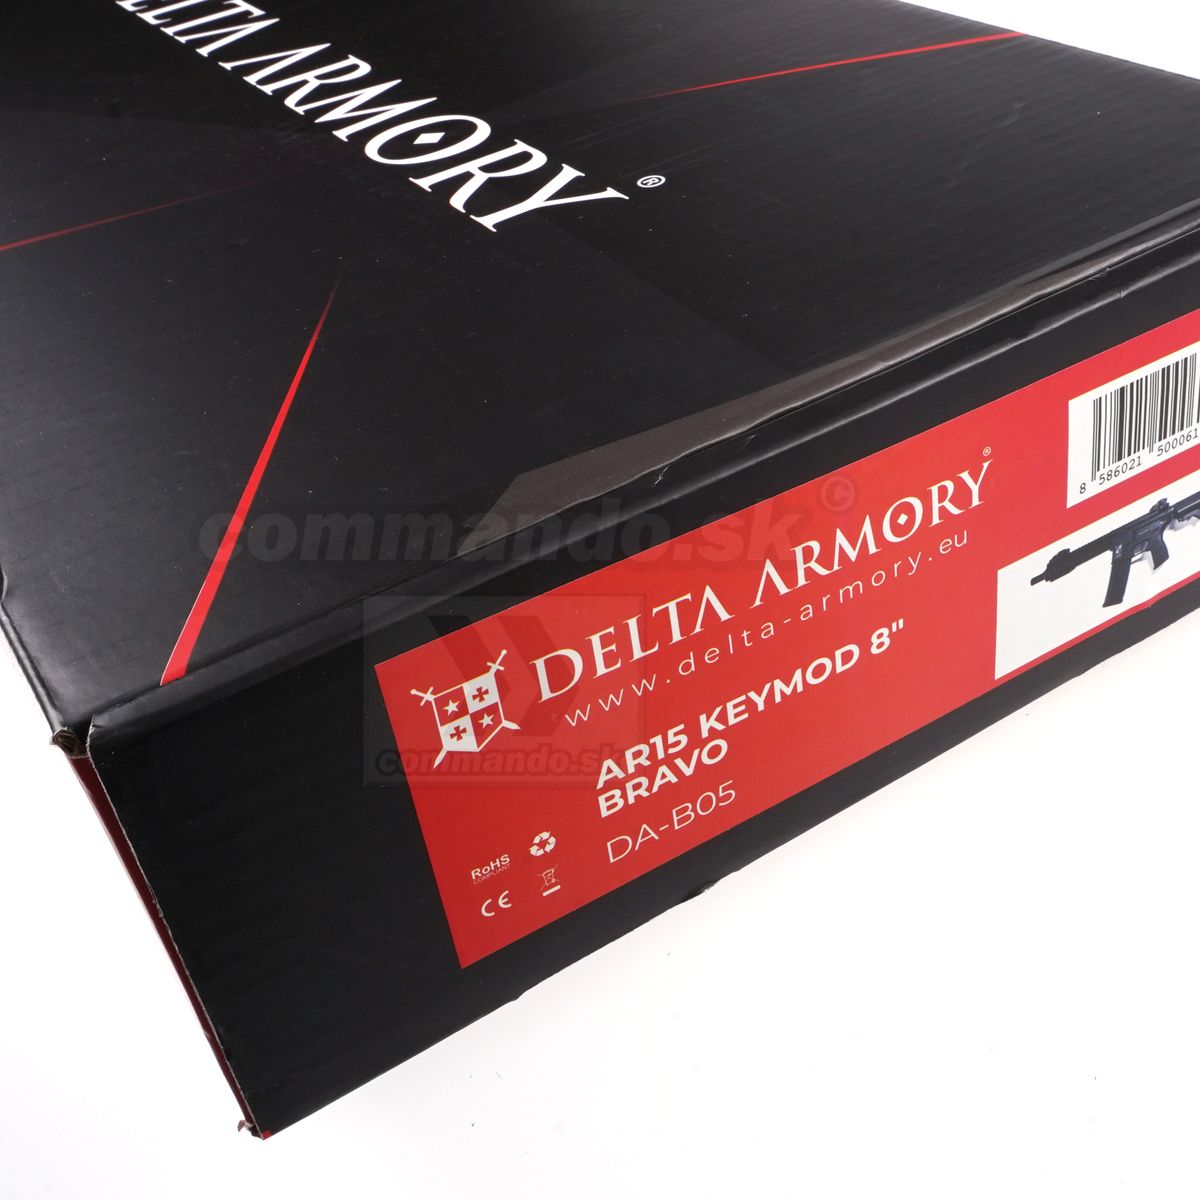 ELTA ARMORY®
8 586021 500061
commando.sk©
DELTA ARMORY®
www.delta-armory.eu
AR15 KEYMOD 8"
BRAVO
DA-B05
commando.sk
RoHS
COMPLIANT
CE